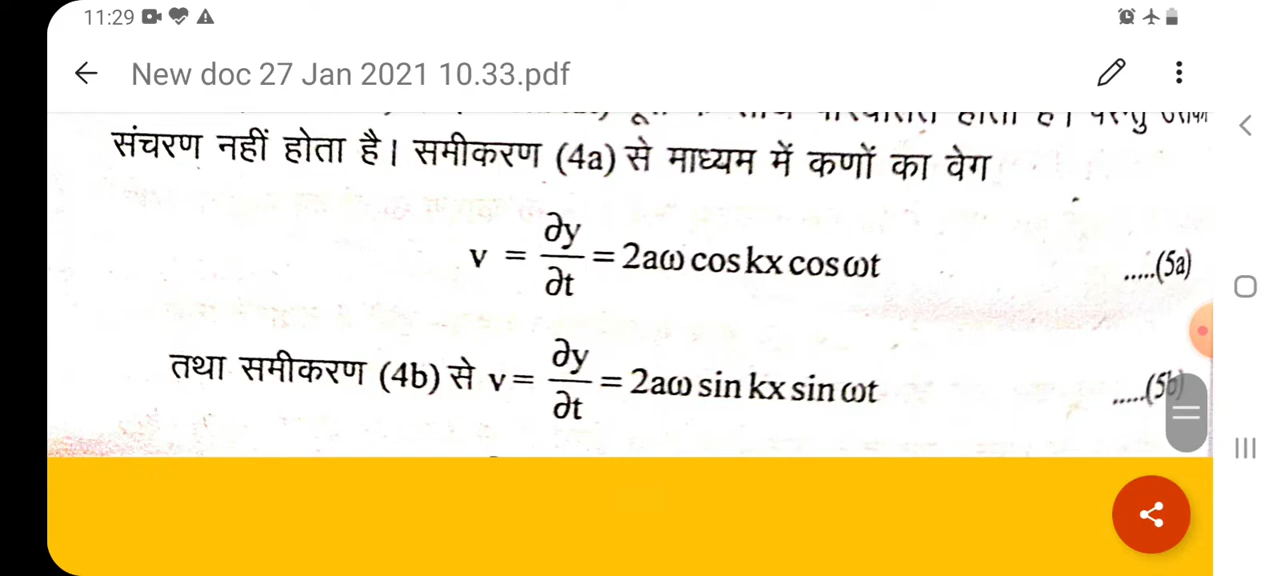 11:29
New doc 27 Jan 2021 10.33.pdf
संचरण नहीं होता है। समीकरण (4a) से माध्यम में कणों का वेग
v = ∂y/∂t = 2aω cos kx cos ωt .....(5a)
तथा समीकरण (4b) से v = ∂y/∂t = 2aω sin kx sin ωt .....(5b)